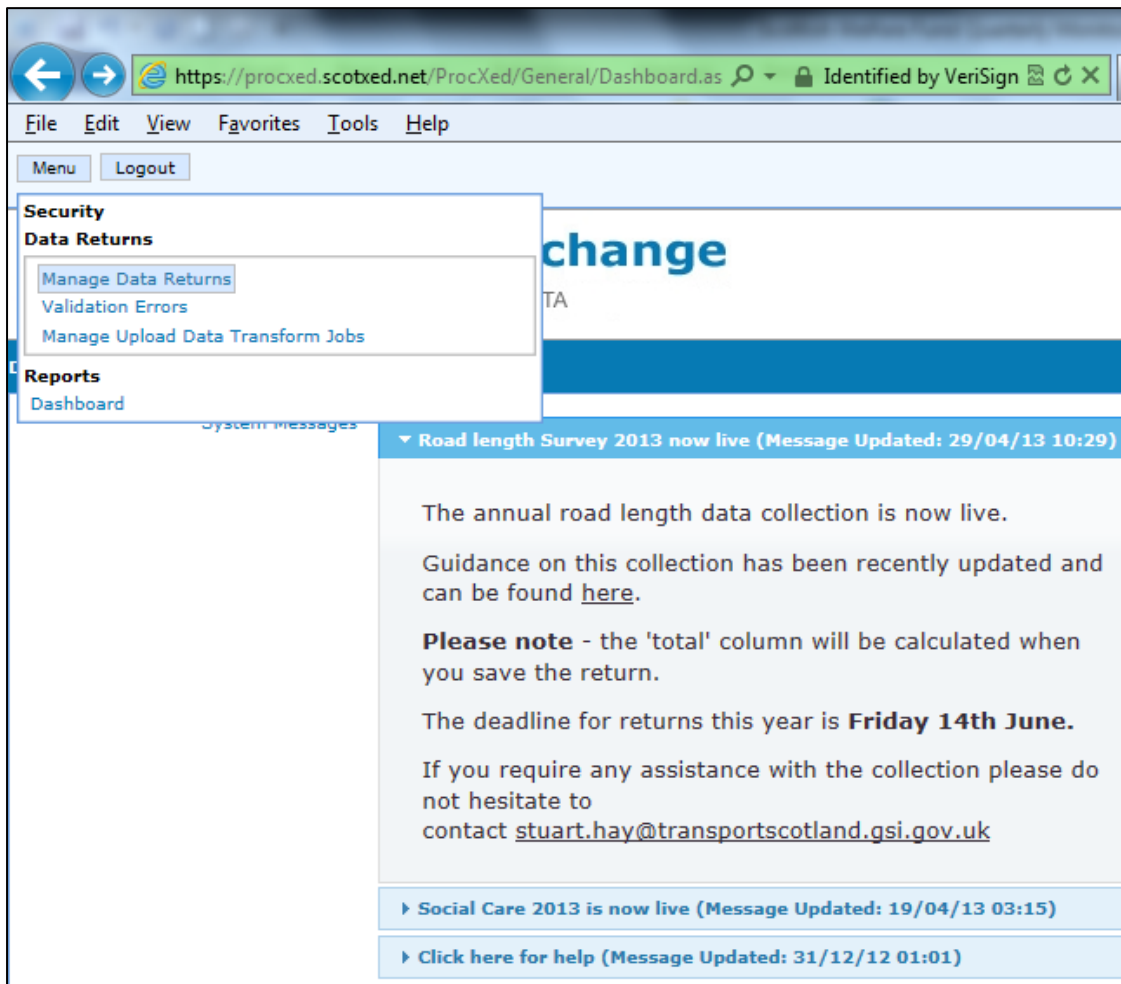 https://procxed.scotxed.net/ProcXed/General/Dashboard.as Identified by VeriSign
File Edit View Favorites Tools Help
Menu Logout
Security
Data Returns
Manage Data Returns
Validation Errors
Manage Upload Data Transform Jobs
Reports
Dashboard
change
TA
System Messages
Road length Survey 2013 now live (Message Updated: 29/04/13 10:29)
The annual road length data collection is now live.
Guidance on this collection has been recently updated and
can be found here.
Please note - the 'total' column will be calculated when
you save the return.
The deadline for returns this year is Friday 14th June.
If you require any assistance with the collection please do
not hesitate to
contact stuart.hay@transportscotland.gsi.gov.uk
Social Care 2013 is now live (Message Updated: 19/04/13 03:15)
Click here for help (Message Updated: 31/12/12 01:01)